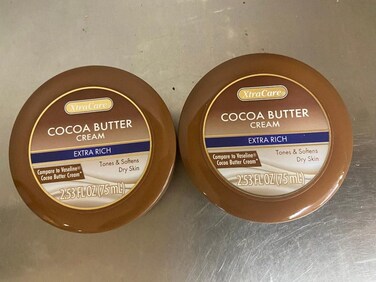 XtraCare
COCOA BUTTER
CREAM
EXTRA RICH
Compare to Vaseline®
Cocoa Butter Cream
Tones & Softens
Dry Skin
2.53 FL OZ (75 mL)
XtraCare
COCOA BUTTER
CREAM
EXTRA RICH
Compare to Vaseline®
Cocoa Butter Cream
Tones & Softens
Dry Skin
2.53 FL OZ (75 mL)